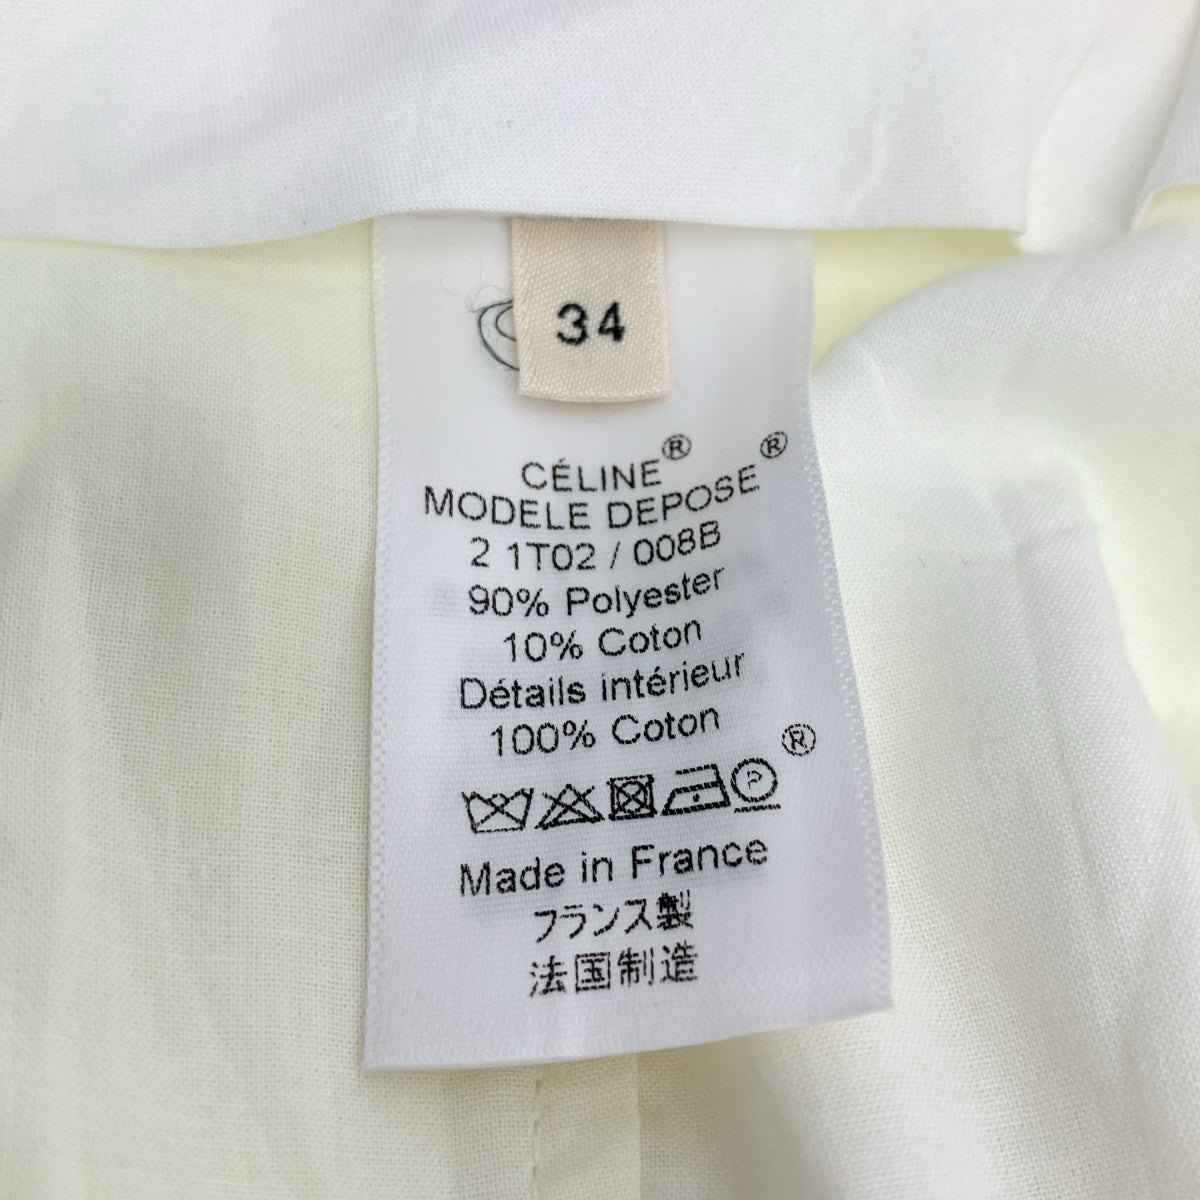 34
CÉLINE®
MODELE DEPOSE®
2 1T02 / 008B
90% Polyester
10% Coton
Détails intérieur
100% Coton
P ®
Made in France
フランス製
法国制造